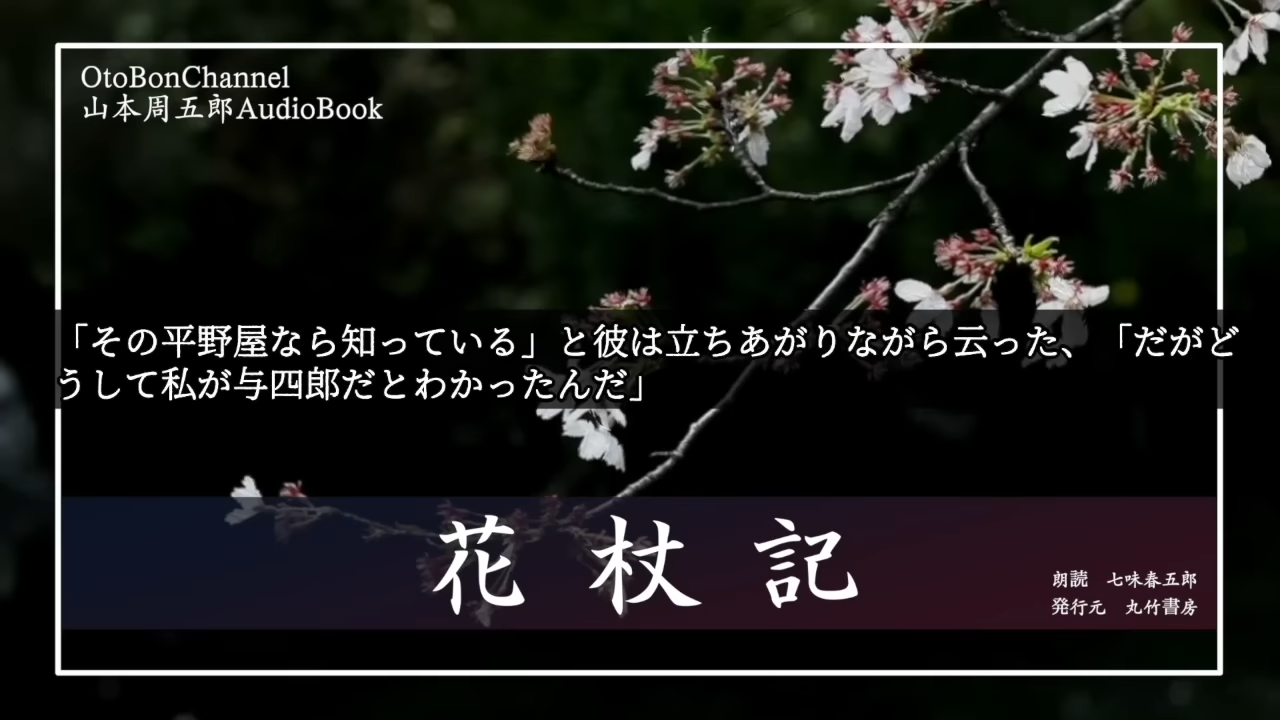 OtoBonChannel
山本周五郎AudioBook
「その平野屋なら知っている」と彼は立ちあがりながら云った、「だがど
うして私が与四郎だとわかったんだ」
花杖記
朗読　七味春五郎
発行元　丸竹書房